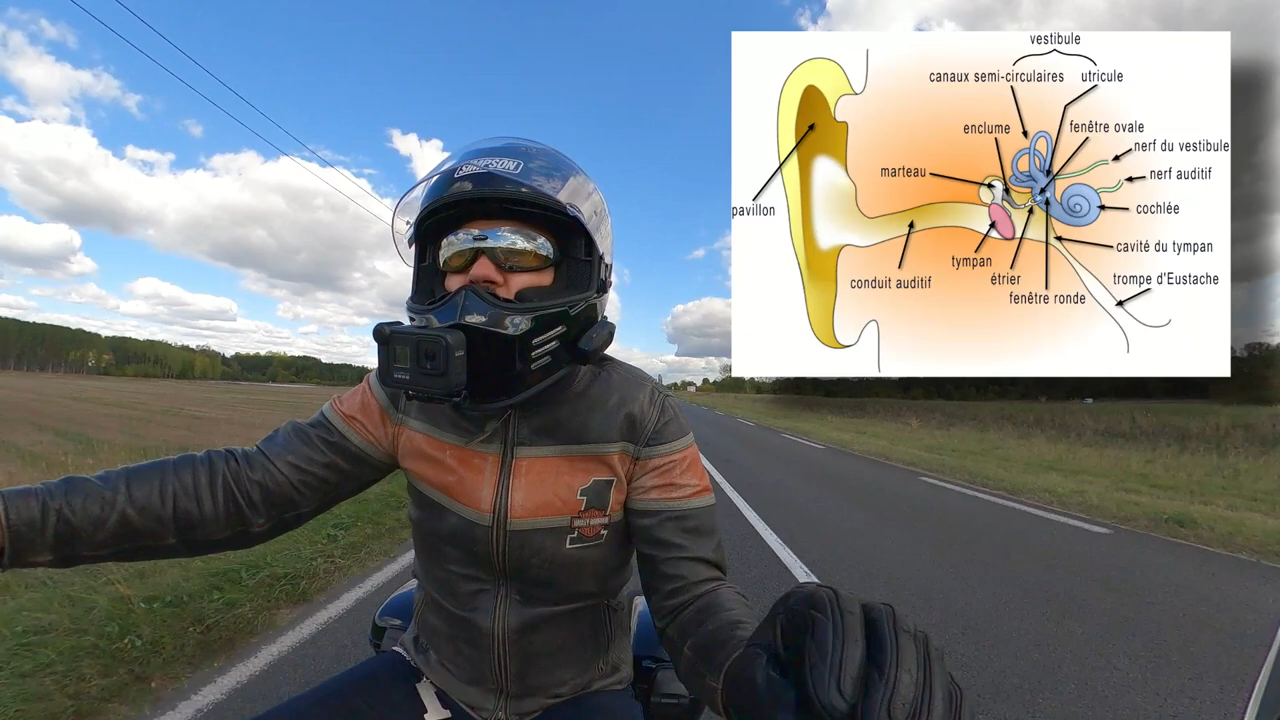 SIMPSON
1
HARLEY-DAVIDSON
vestibule
canaux semi-circulaires
utricule
enclume
fenêtre ovale
nerf du vestibule
marteau
nerf auditif
pavillon
cochlée
cavité du tympan
tympan
étrier
trompe d'Eustache
conduit auditif
fenêtre ronde